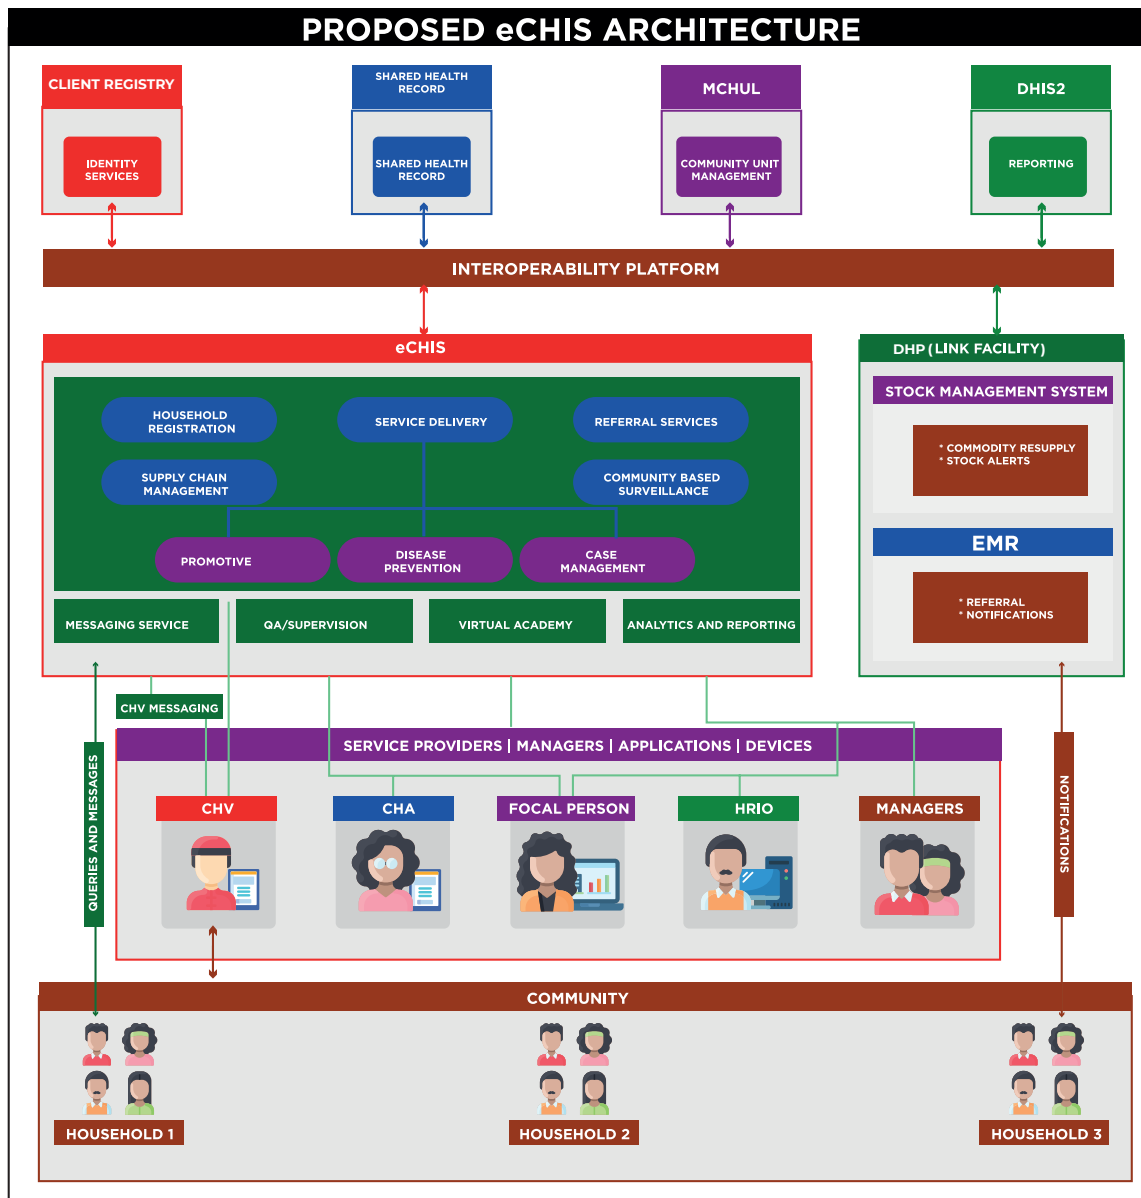 PROPOSED eCHIS ARCHITECTURE
CLIENT REGISTRY
SHARED HEALTH
RECORD
MCHUL
DHIS2
IDENTITY
SERVICES
SHARED HEALTH
RECORD
COMMUNITY UNIT
MANAGEMENT
REPORTING
INTEROPERABILITY PLATFORM
eCHIS
HOUSEHOLD
REGISTRATION
SERVICE DELIVERY
REFERRAL SERVICES
SUPPLY CHAIN
MANAGEMENT
COMMUNITY BASED
SURVEILLANCE
PROMOTIVE
DISEASE
PREVENTION
CASE
MANAGEMENT
MESSAGING SERVICE
QA/SUPERVISION
VIRTUAL ACADEMY
ANALYTICS AND REPORTING
DHP (LINK FACILITY)
STOCK MANAGEMENT SYSTEM
* COMMODITY RESUPPLY
* STOCK ALERTS
EMR
* REFERRAL
* NOTIFICATIONS
CHV MESSAGING
QUERIES AND MESSAGES
SERVICE PROVIDERS | MANAGERS | APPLICATIONS | DEVICES
CHV
CHA
FOCAL PERSON
HRIO
MANAGERS
NOTIFICATIONS
COMMUNITY
HOUSEHOLD 1
HOUSEHOLD 2
HOUSEHOLD 3